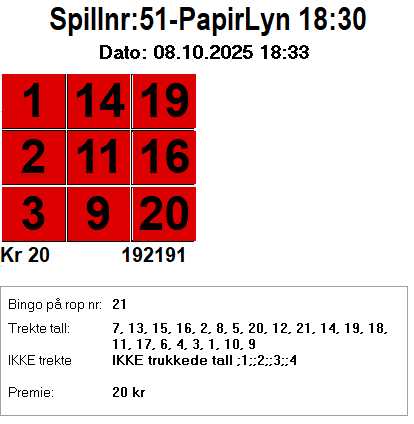 Spillnr:51-PapirLyn 18:30
Dato: 08.10.2025 18:33
1 14 19
2 11 16
3 9 20
Kr 20 192191
Bingo på rop nr: 21
Trekte tall: 7, 13, 15, 16, 2, 8, 5, 20, 12, 21, 14, 19, 18,
11, 17, 6, 4, 3, 1, 10, 9
IKKE trekte IKKE trukkede tall ;1;;2;;3;;4
Premie: 20 kr